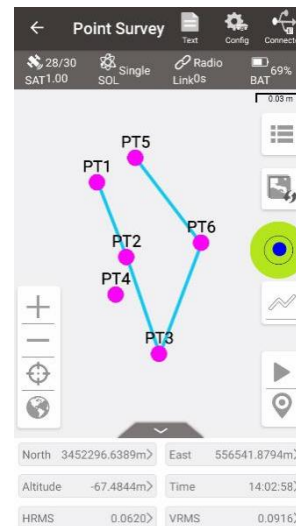 Point Survey
Text
Config
Connecto
28/30
SAT1.00
Single
SOL
Radio
Link0s
69%
BAT
0.03 m
PT5
PT1
PT6
PT2
PT4
PT3
North 3452296.6389m
East 556541.8794m
Altitude -67.4844m
Time 14:02:58
HRMS 0.0620
VRMS 0.0916